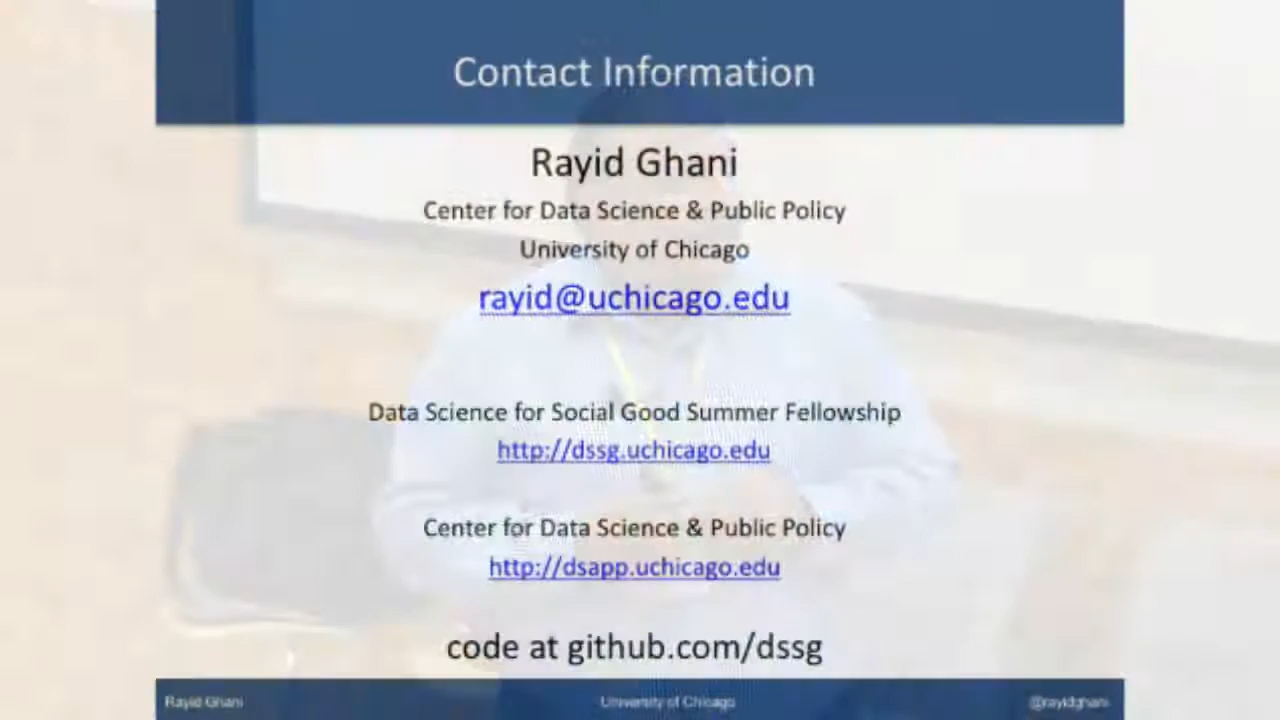 Contact Information
Rayid Ghani
Center for Data Science & Public Policy
University of Chicago
rayid@uchicago.edu
Data Science for Social Good Summer Fellowship
http://dssg.uchicago.edu
Center for Data Science & Public Policy
http://dsapp.uchicago.edu
code at github.com/dssg
Rayid Ghani University of Chicago @rayidghani